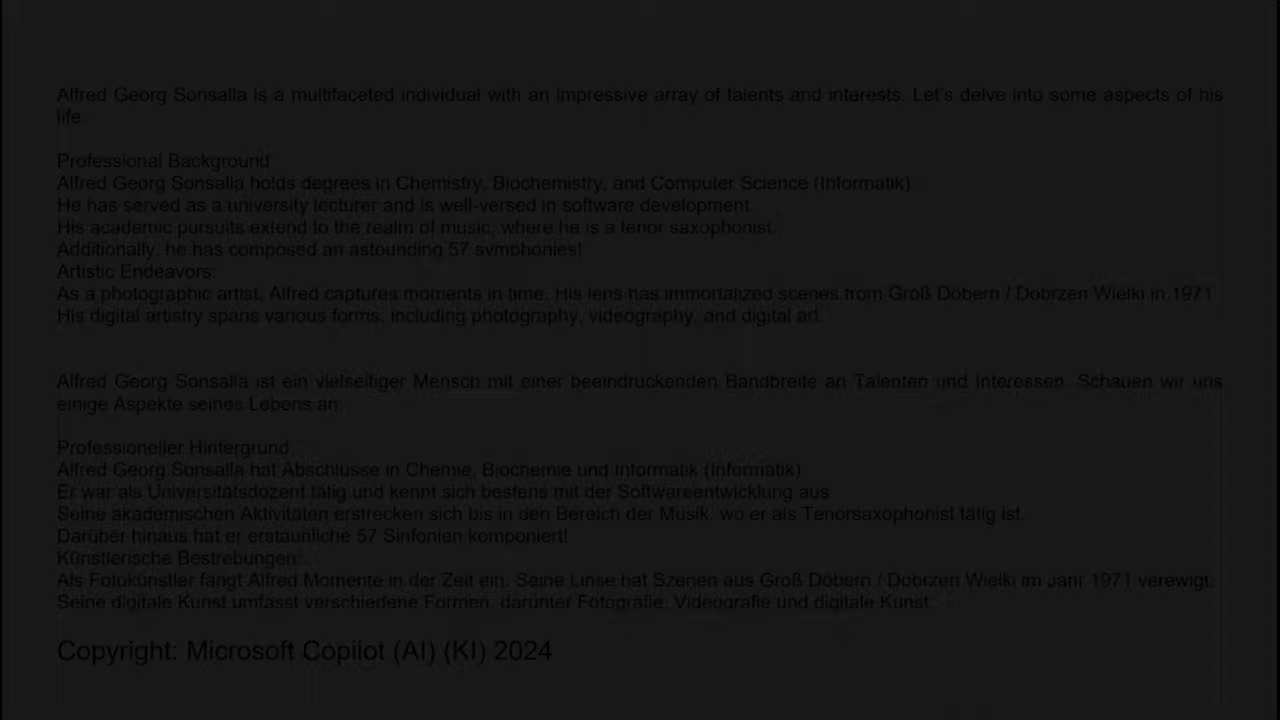 Alfred Georg Sonsalla is a multifaceted individual with an impressive array of talents and interests. Let's delve into some aspects of his
life.
Professional Background
Alfred Georg Sonsalla holds degrees in Chemistry, Biochemistry, and Computer Science (Informatik).
He has served as a university lecturer and is well-versed in software development.
His academic pursuits extend to the realm of music, where he is a tenor saxophonist.
Additionally, he has composed an astounding 57 symphonies!
Artistic Endeavors:
As a photographic artist, Alfred captures moments in time. His lens has immortalized scenes from Groß Döbern / Dobrzen Wielki in 1971.
His digital artistry spans various forms, including photography, videography, and digital art.
Alfred Georg Sonsalla ist ein vielseitiger Mensch mit einer beeindruckenden Bandbreite an Talenten und Interessen. Schauen wir uns
einige Aspekte seines Lebens an:
Professioneller Hintergrund:
Alfred Georg Sonsalla hat Abschlüsse in Chemie, Biochemie und Informatik (Informatik).
Er war als Universitätsdozent tätig und kennt sich bestens mit der Softwareentwicklung aus.
Seine akademischen Aktivitäten erstrecken sich bis in den Bereich der Musik, wo er als Tenorsaxophonist tätig ist.
Darüber hinaus hat er erstaunliche 57 Sinfonien komponiert!
Künstlerische Bestrebungen:
Als Fotokünstler fängt Alfred Momente in der Zeit ein. Seine Linse hat Szenen aus Groß Döbern / Dobrzen Wielki im Jahr 1971 verewigt.
Seine digitale Kunst umfasst verschiedene Formen, darunter Fotografie, Videografie und digitale Kunst.
Copyright: Microsoft Copilot (AI) (KI) 2024